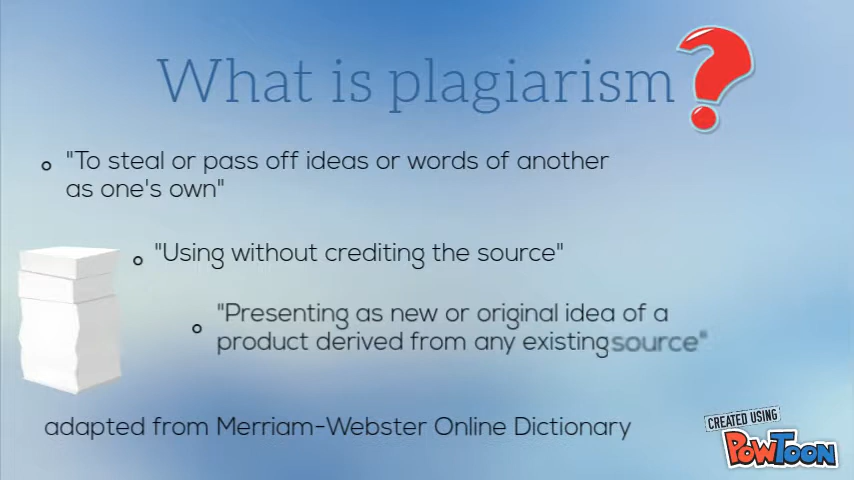 What is plagiarism?
"To steal or pass off ideas or words of another
as one's own"
"Using without crediting the source"
"Presenting as new or original idea of a
product derived from any existing source"
adapted from Merriam-Webster Online Dictionary
CREATED USING
POWTOON